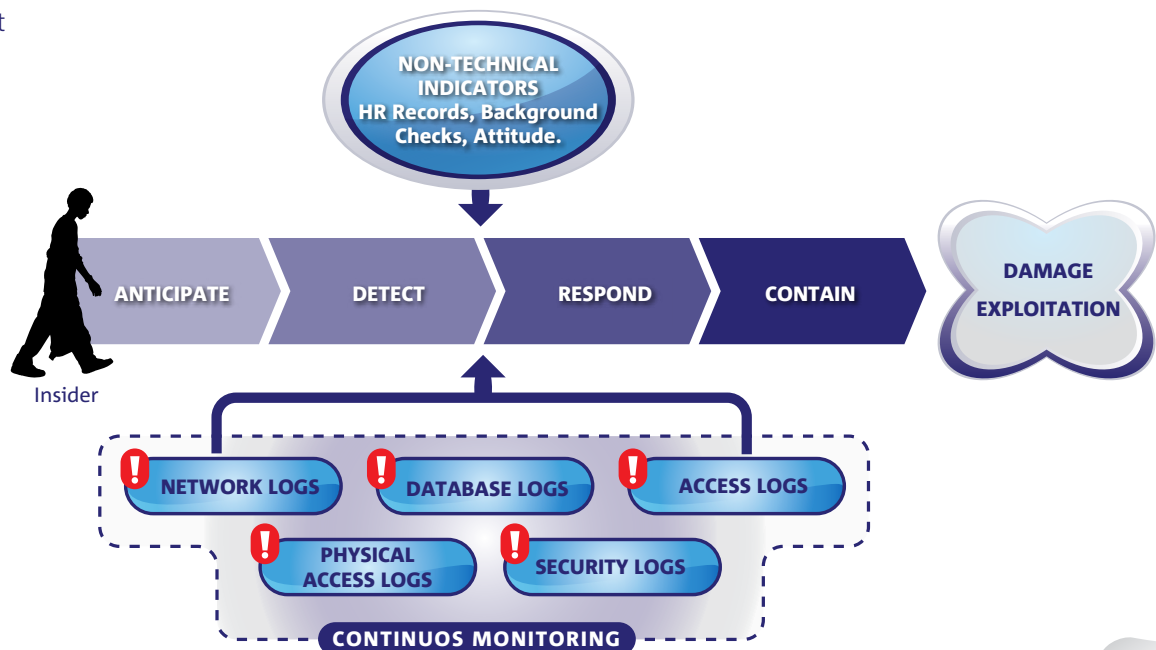 t
NON-TECHNICAL
INDICATORS
HR Records, Background
Checks, Attitude.
ANTICIPATE
DETECT
RESPOND
CONTAIN
DAMAGE
EXPLOITATION
Insider
! NETWORK LOGS
! DATABASE LOGS
! ACCESS LOGS
! PHYSICAL
ACCESS LOGS
! SECURITY LOGS
CONTINUOS MONITORING